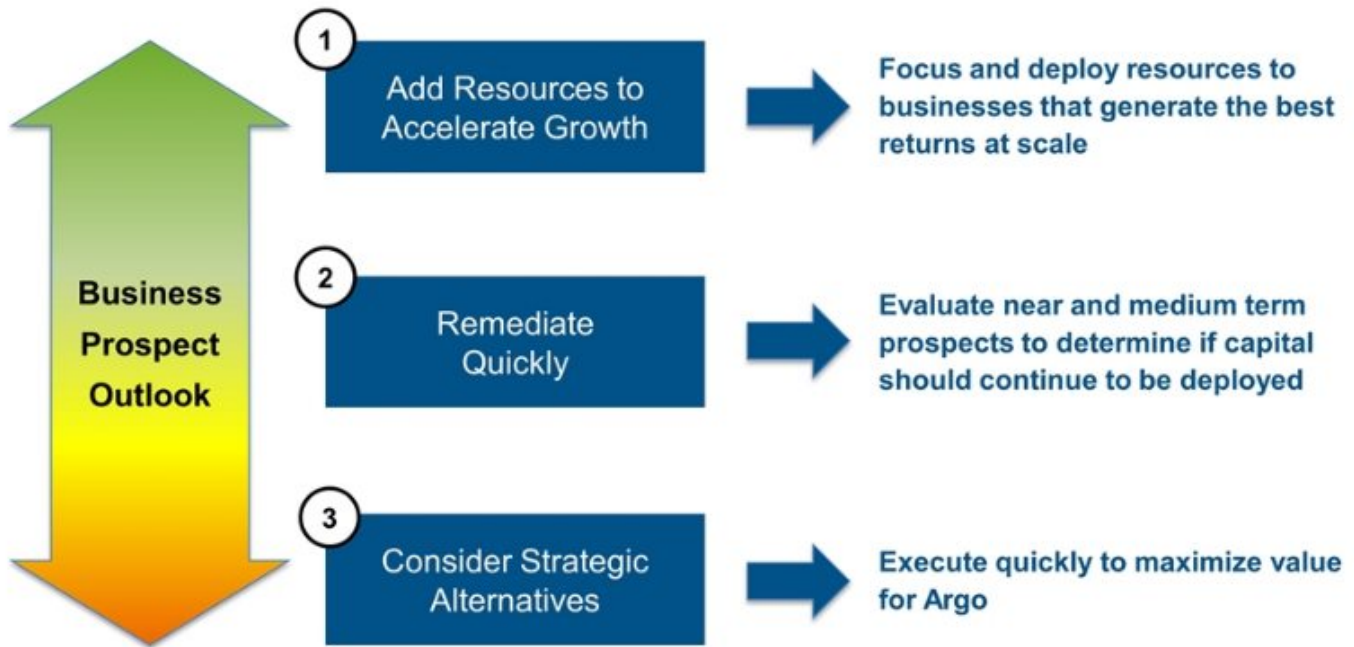 Business
Prospect
Outlook
1
Add Resources to
Accelerate Growth
Focus and deploy resources to
businesses that generate the best
returns at scale
2
Remediate
Quickly
Evaluate near and medium term
prospects to determine if capital
should continue to be deployed
3
Consider Strategic
Alternatives
Execute quickly to maximize value
for Argo